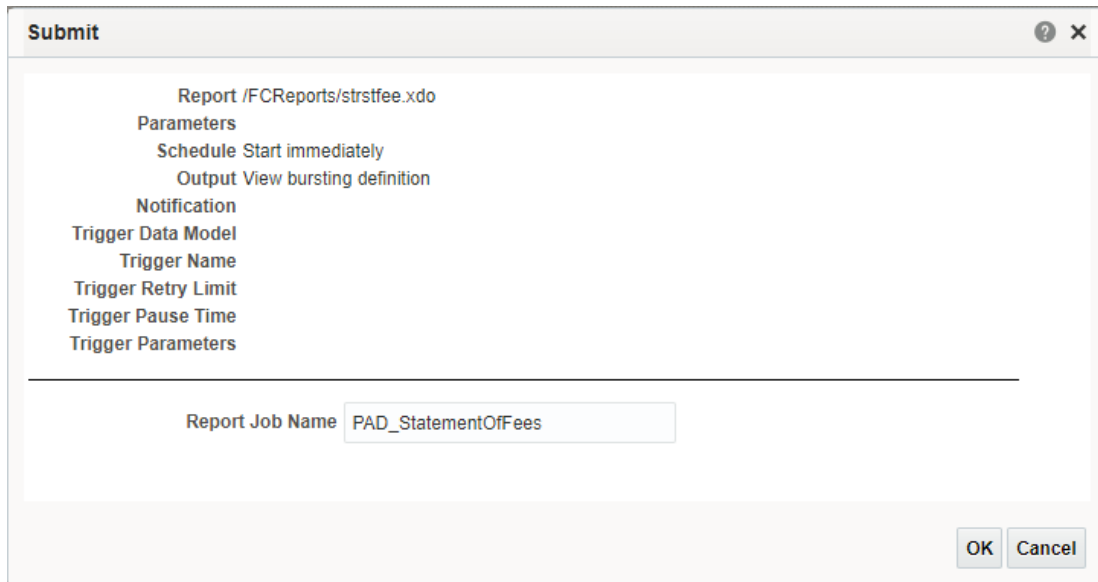 Submit
Report /FCReports/strstfee.xdo
Parameters
Schedule Start immediately
Output View bursting definition
Notification
Trigger Data Model
Trigger Name
Trigger Retry Limit
Trigger Pause Time
Trigger Parameters
Report Job Name PAD_StatementOfFees
OK Cancel